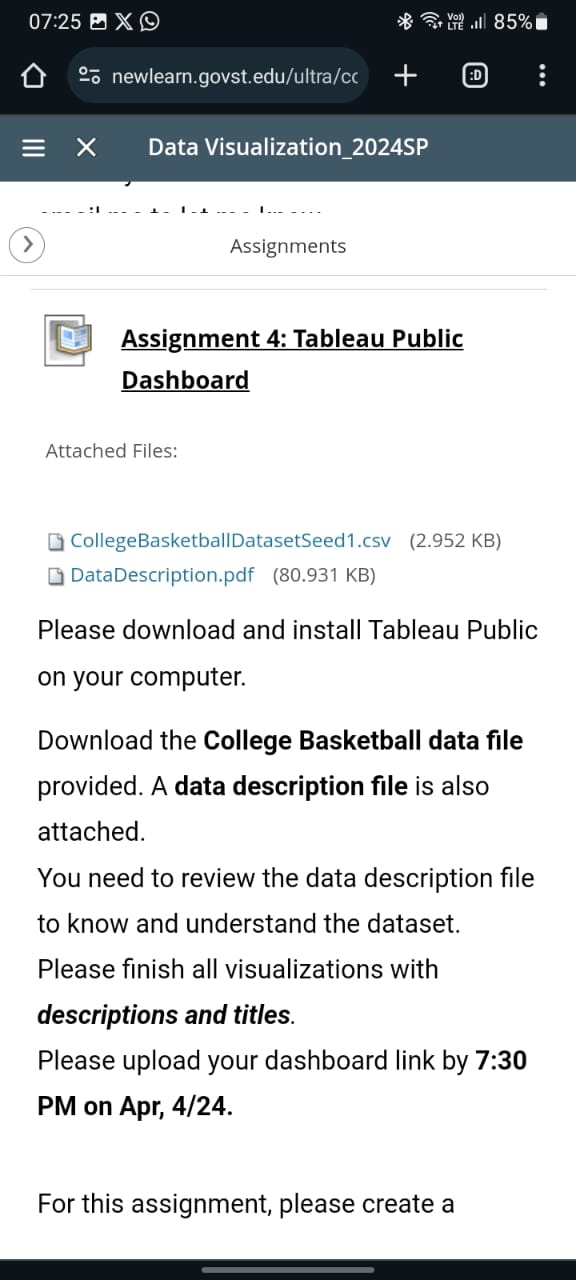 07:25 85%
Vo)) LTE
newlearn.govst.edu/ultra/cc
:D
Data Visualization_2024SP
Assignments
Assignment 4: Tableau Public
Dashboard
Attached Files:
CollegeBasketballDatasetSeed1.csv (2.952 KB)
DataDescription.pdf (80.931 KB)
Please download and install Tableau Public
on your computer.
Download the College Basketball data file
provided. A data description file is also
attached.
You need to review the data description file
to know and understand the dataset.
Please finish all visualizations with
descriptions and titles.
Please upload your dashboard link by 7:30
PM on Apr, 4/24.
For this assignment, please create a